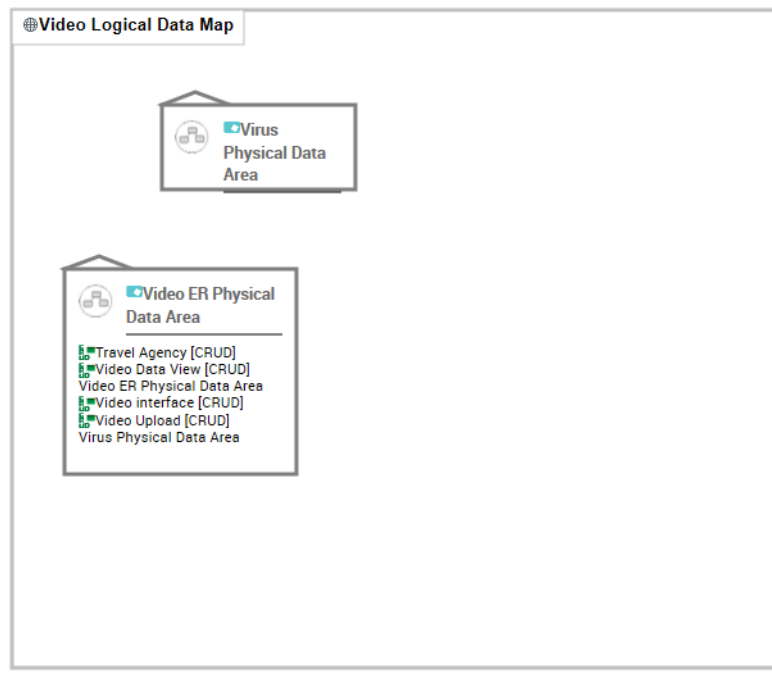 Video Logical Data Map
Virus
Physical Data
Area
Video ER Physical
Data Area
Travel Agency [CRUD]
Video Data View [CRUD]
Video ER Physical Data Area
Video interface [CRUD]
Video Upload [CRUD]
Virus Physical Data Area